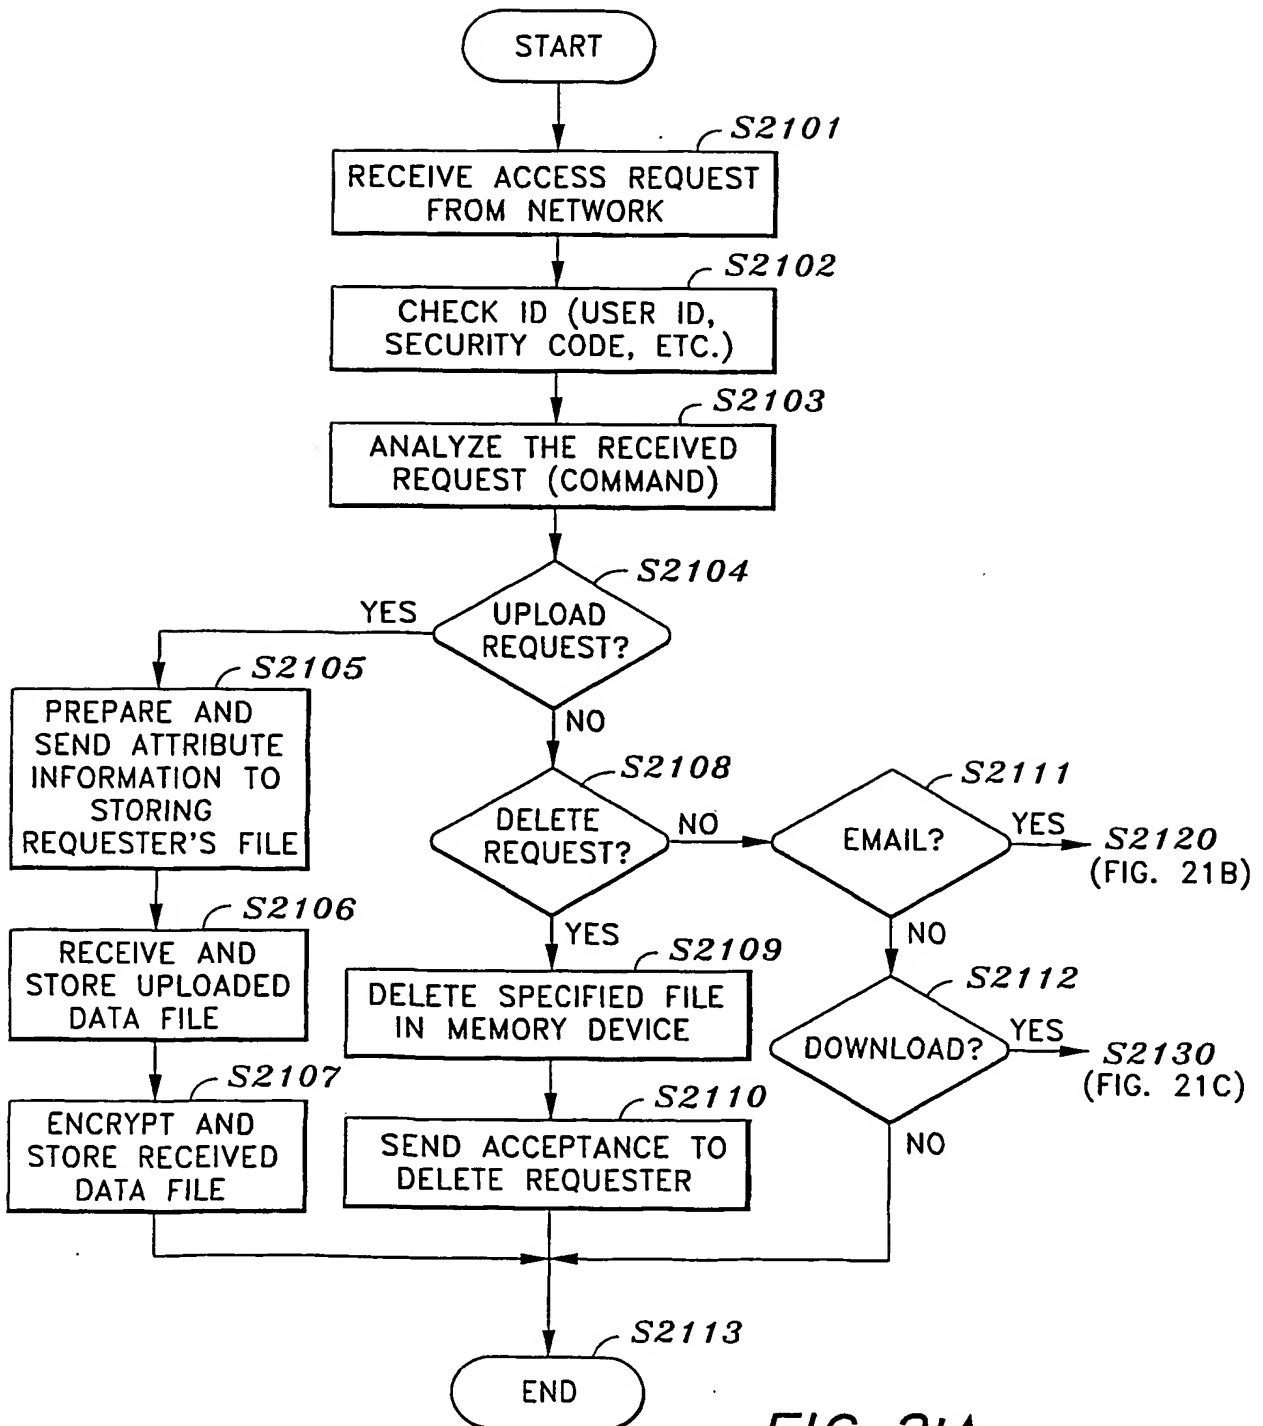 START
S2101
RECEIVE ACCESS REQUEST
FROM NETWORK
S2102
CHECK ID (USER ID,
SECURITY CODE, ETC.)
S2103
ANALYZE THE RECEIVED
REQUEST (COMMAND)
S2104
UPLOAD
REQUEST?
YES
NO
S2105
PREPARE AND
SEND ATTRIBUTE
INFORMATION TO
STORING
REQUESTER'S FILE
S2106
RECEIVE AND
STORE UPLOADED
DATA FILE
S2107
ENCRYPT AND
STORE RECEIVED
DATA FILE
S2108
DELETE
REQUEST?
NO
YES
S2109
DELETE SPECIFIED FILE
IN MEMORY DEVICE
S2110
SEND ACCEPTANCE TO
DELETE REQUESTER
S2111
EMAIL?
YES
S2120
(FIG. 21B)
NO
S2112
DOWNLOAD?
YES
S2130
(FIG. 21C)
NO
S2113
END
FIG. 21A